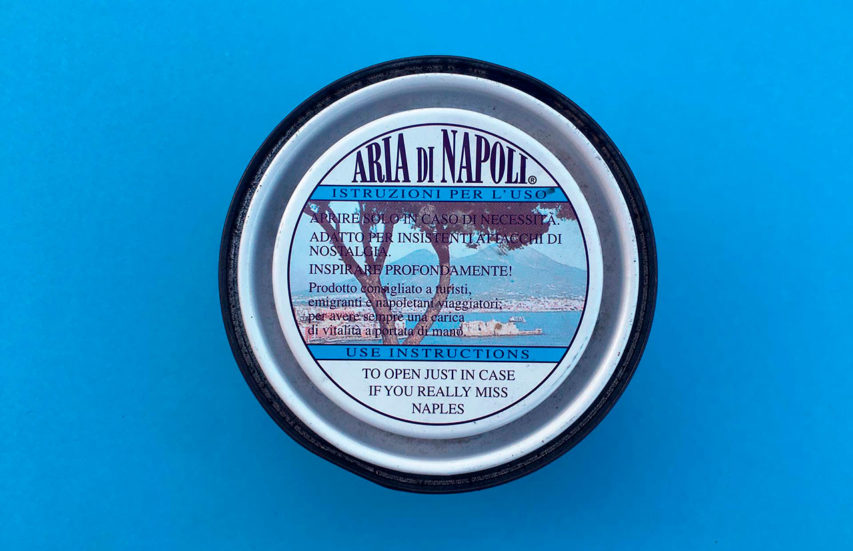 ARIA DI NAPOLI®
ISTRUZIONI PER L'USO
APRIRE SOLO IN CASO DI NECESSITÀ.
ADATTO PER INSISTENTI ATTACCHI DI
NOSTALGIA.
INSPIRARE PROFONDAMENTE!
Prodotto consigliato a turisti,
emigranti e napoletani viaggiatori;
per avere sempre una carica
di vitalità a portata di mano.
USE INSTRUCTIONS
TO OPEN JUST IN CASE
IF YOU REALLY MISS
NAPLES